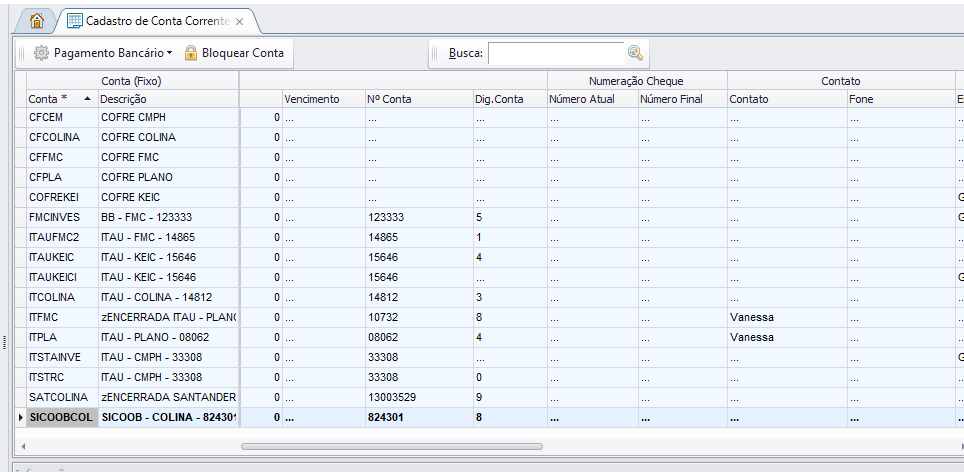 Cadastro de Conta Corrente
Pagamento Bancário Bloquear Conta Busca:
Conta (Fixo) Numeração Cheque Contato
Conta * Descrição Vencimento Nº Conta Dig.Conta Número Atual Número Final Contato Fone
CFCEM COFRE CMPH 0 ... ... ... ... ... ... ...
CFCOLINA COFRE COLINA 0 ... ... ... ... ... ... ...
CFFMC COFRE FMC 0 ... ... ... ... ... ... ...
CFPLA COFRE PLANO 0 ... ... ... ... ... ... ...
COFREKEI COFRE KEIC 0 ... ... ... ... ... ... ... G
FMCINVES BB - FMC - 123333 0 ... 123333 5 ... ... ... ... G
ITAUFMC2 ITAU - FMC - 14865 0 ... 14865 1 ... ... ... ...
ITAUKEIC ITAU - KEIC - 15646 0 ... 15646 4 ... ... ... ...
ITAUKEICI ITAU - KEIC - 15646 0 ... 15646 ... ... ... ... ... G
ITCOLINA ITAU - COLINA - 14812 0 ... 14812 3 ... ... ... ...
ITFMC zENCERRADA ITAU - PLANO 0 ... 10732 8 ... ... Vanessa ...
ITPLA ITAU - PLANO - 08062 0 ... 08062 4 ... ... Vanessa ...
ITSTAINVE ITAU - CMPH - 33308 0 ... 33308 ... ... ... ... ... G
ITSTRC ITAU - CMPH - 33308 0 ... 33308 0 ... ... ... ...
SATCOLINA zENCERRADA SANTANDER 0 ... 13003529 9 ... ... ... ...
SICOOBCOL SICOOB - COLINA - 824301 0 ... 824301 8 ... ... ... ...